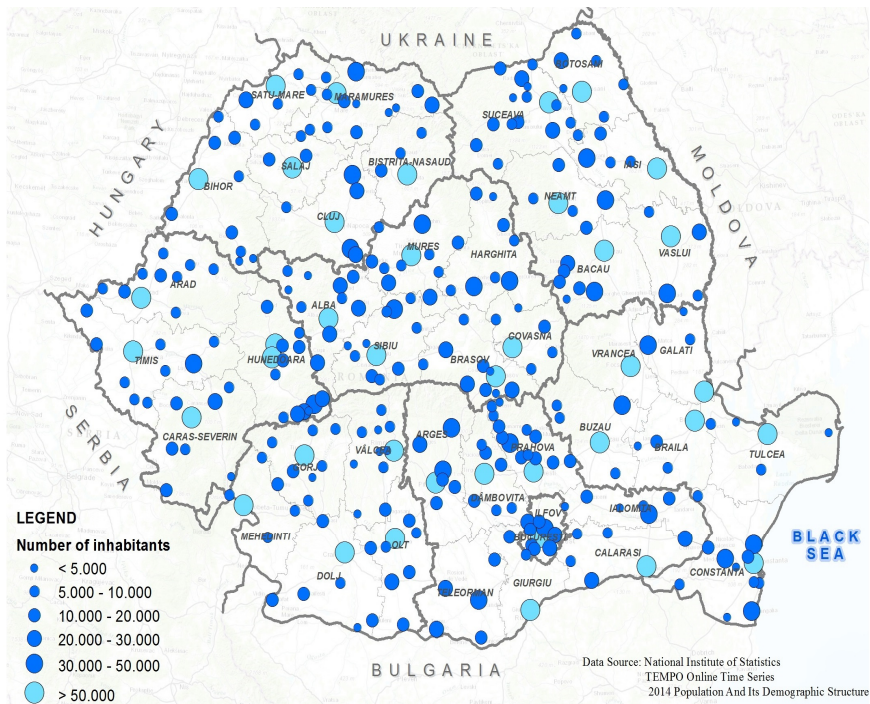 UKRAINE
BOTOSANI
SATU-MARE
MARAMURES
SUCEAVA
HUNGARY
MOLDOVA
BISTRITA-NASAUD
SALAJ
IASI
BIHOR
NEAMT
CLUJ
MURES
HARGHITA
VASLUI
BACAU
ARAD
ALBA
COVASNA
SIBIU
VRANCEA
GALATI
TIMIS
HUNEDOARA
BRASOV
SERBIA
CARAS-SEVERIN
ARGES
BUZAU
VÂLCEA
PRAHOVA
BRAILA
TULCEA
GORJ
DÂMBOVITA
ILFOV
IALOMITA
MEHEDINTI
OLT
BUCURESTI
CALARASI
BLACK
SEA
DOLJ
CONSTANTA
GIURGIU
TELEORMAN
BULGARIA
LEGEND
Number of inhabitants
< 5.000
5.000 - 10.000
10.000 - 20.000
20.000 - 30.000
30.000 - 50.000
> 50.000
Data Source: National Institute of Statistics
TEMPO Online Time Series
2014 Population And Its Demographic Structure